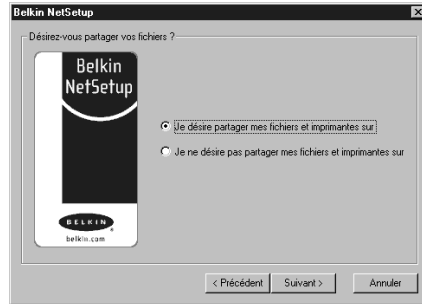 Belkin NetSetup
Désirez-vous partager vos fichiers ?
Belkin
NetSetup
Je désire partager mes fichiers et imprimantes sur
Je ne désire pas partager mes fichiers et imprimantes sur
BELKIN
belkin.com
< Précédent
Suivant >
Annuler